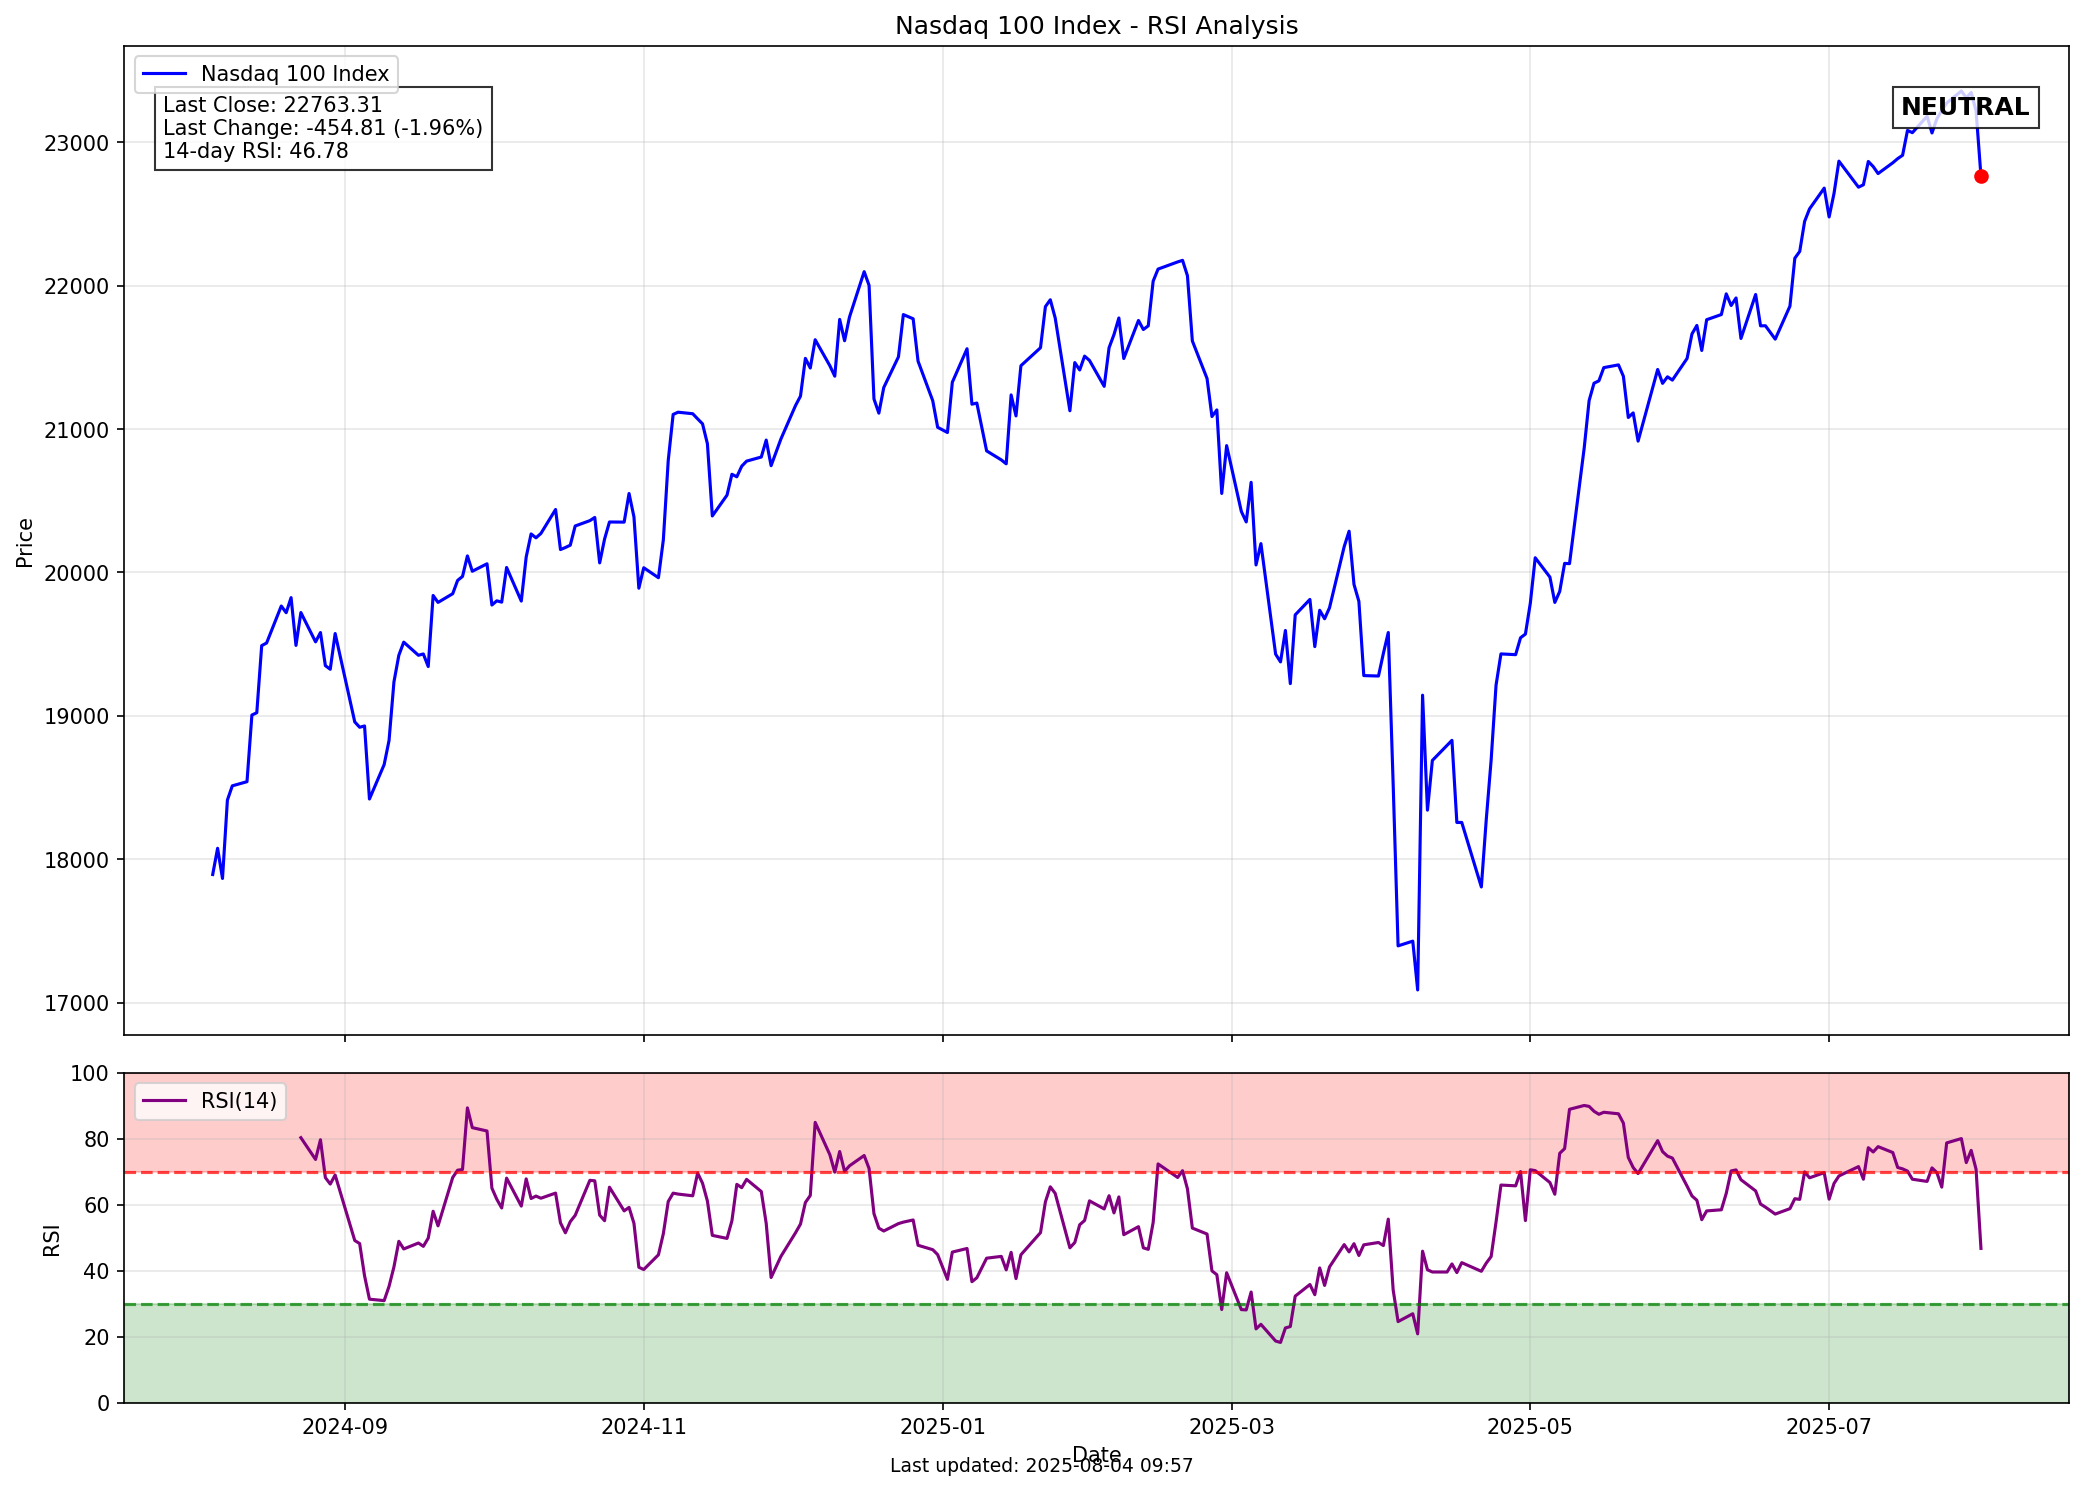 Nasdaq 100 Index - RSI Analysis
Nasdaq 100 Index
Last Close: 22763.31
Last Change: -454.81 (-1.96%)
14-day RSI: 46.78
NEUTRAL
23000
22000
21000
20000
19000
18000
17000
Price
100
80
60
40
20
0
RSI
RSI(14)
2024-09
2024-11
2025-01
2025-03
2025-05
2025-07
Date
Last updated: 2025-08-04 09:57